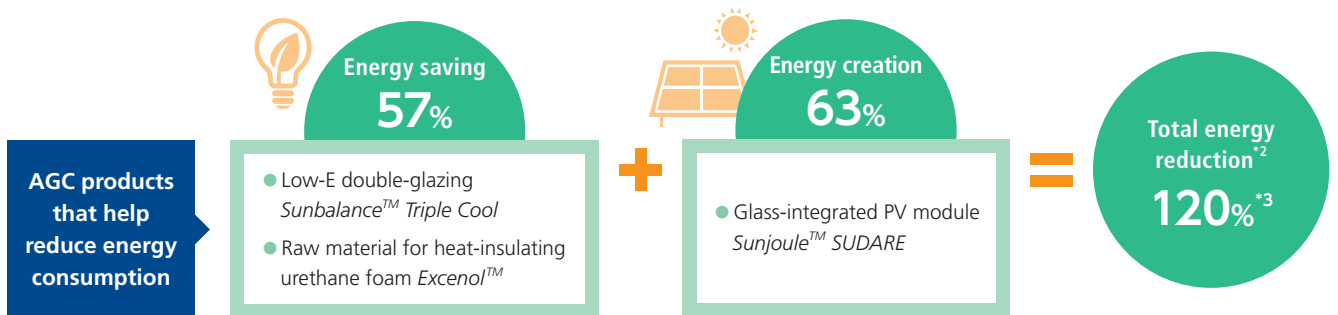 AGC products
that help
reduce energy
consumption
Energy saving
57%
● Low-E double-glazing
Sunbalance™ Triple Cool
● Raw material for heat-insulating
urethane foam Excenol™
+
Energy creation
63%
● Glass-integrated PV module
Sunjoule™ SUDARE
=
Total energy
reduction*2
120%*3